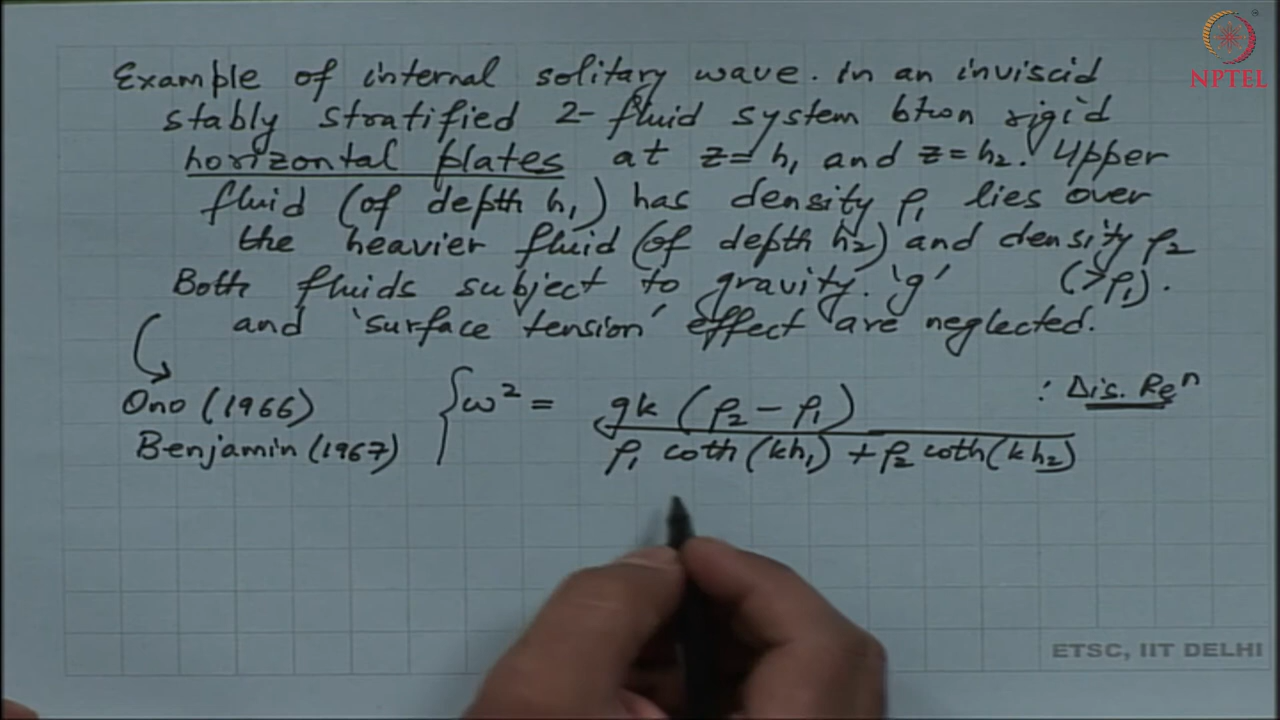 NPTEL
Example of internal solitary wave. In an inviscid
stably stratified 2-fluid system btwn rigid
horizontal plates at z=h₁ and z=h₂. Upper
fluid (of depth h₁) has density ρ₁ lies over
the heavier fluid (of depth h₂) and density ρ₂
(>ρ₁).
Both fluids subject to gravity. 'g'
and 'surface tension' effect are neglected.
Ono (1966)
Benjamin (1967)
{ω² = gk (ρ₂ - ρ₁)
ρ₁ coth (kh₁) + ρ₂ coth(kh₂)
: Dis. Reⁿ
ETSC, IIT DELHI